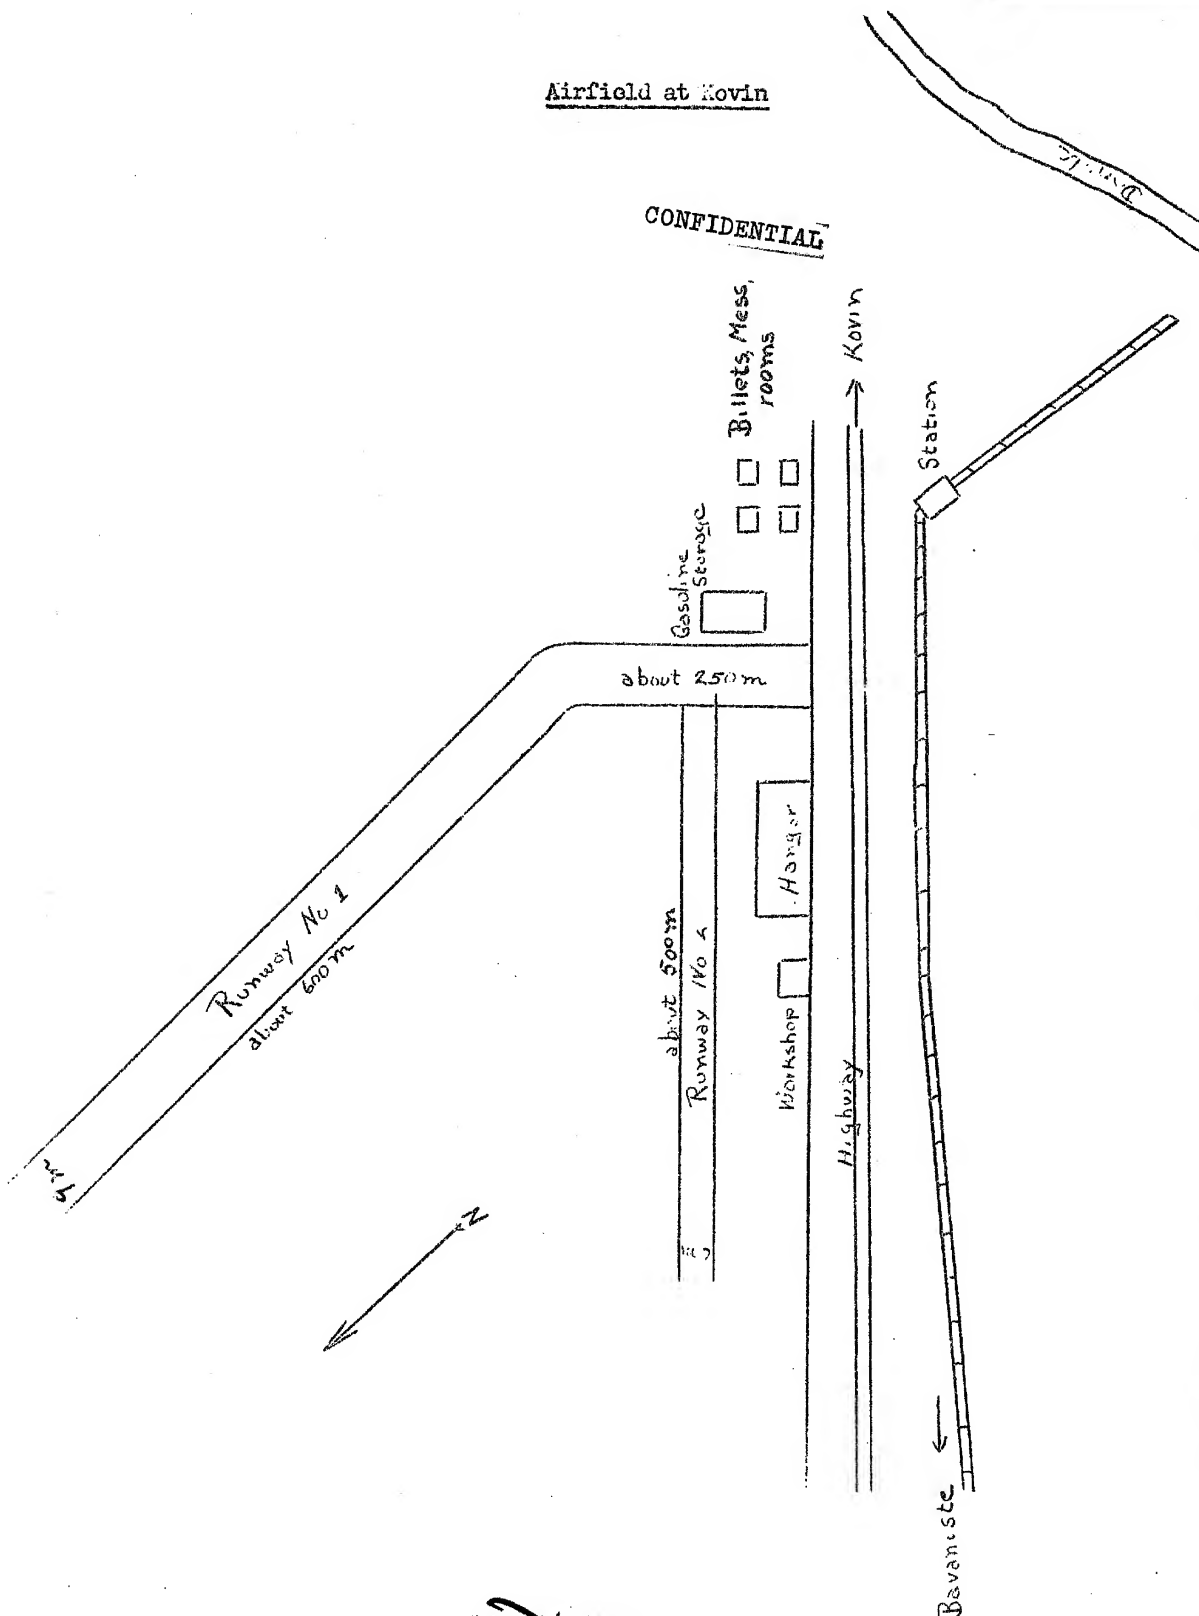 Airfield at Kovin
CONFIDENTIAL
Danube
Billets, Mess,
rooms
→ Kovin
Station
Gasoline
Storage
about 250 m
Hangar
Runway No 1
about 600 m
about 500 m
Runway No
Workshop
Highway
N
Bavaniste